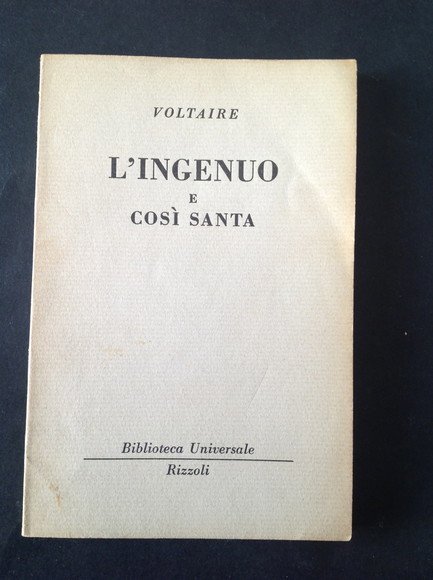 VOLTAIRE
L'INGENUO
E
COSÌ SANTA
Biblioteca Universale
Rizzoli